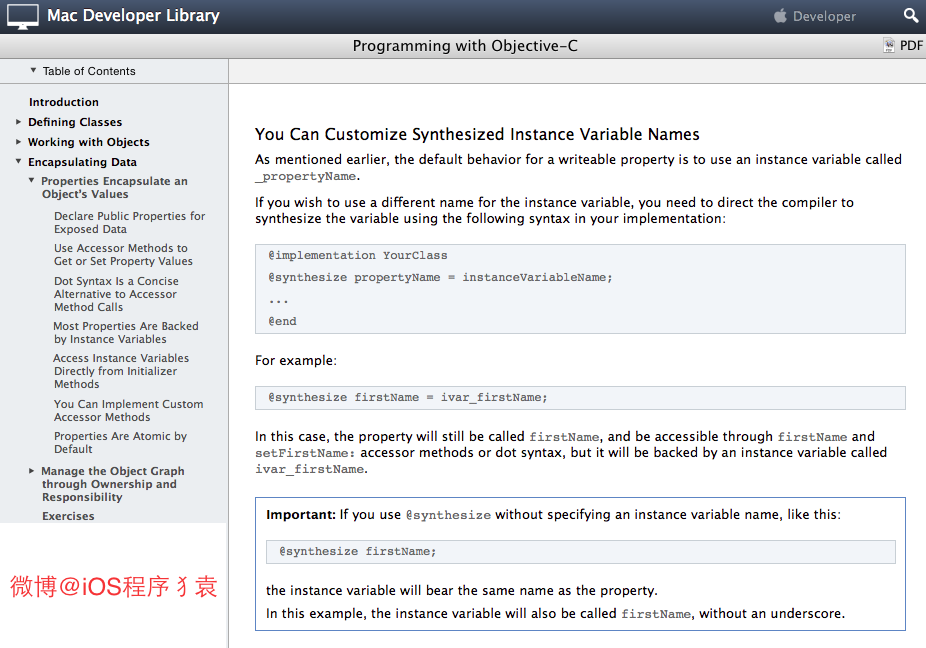 Mac Developer Library
Developer
Programming with Objective-C
PDF
Table of Contents
Introduction
Defining Classes
Working with Objects
Encapsulating Data
Properties Encapsulate an
Object's Values
Declare Public Properties for
Exposed Data
Use Accessor Methods to
Get or Set Property Values
Dot Syntax Is a Concise
Alternative to Accessor
Method Calls
Most Properties Are Backed
by Instance Variables
Access Instance Variables
Directly from Initializer
Methods
You Can Implement Custom
Accessor Methods
Properties Are Atomic by
Default
Manage the Object Graph
through Ownership and
Responsibility
Exercises
微博@iOS程序犭袁
You Can Customize Synthesized Instance Variable Names
As mentioned earlier, the default behavior for a writeable property is to use an instance variable called
_propertyName.
If you wish to use a different name for the instance variable, you need to direct the compiler to
synthesize the variable using the following syntax in your implementation:
@implementation YourClass
@synthesize propertyName = instanceVariableName;
...
@end
For example:
@synthesize firstName = ivar_firstName;
In this case, the property will still be called firstName, and be accessible through firstName and
setFirstName: accessor methods or dot syntax, but it will be backed by an instance variable called
ivar_firstName.
Important: If you use @synthesize without specifying an instance variable name, like this:
@synthesize firstName;
the instance variable will bear the same name as the property.
In this example, the instance variable will also be called firstName, without an underscore.